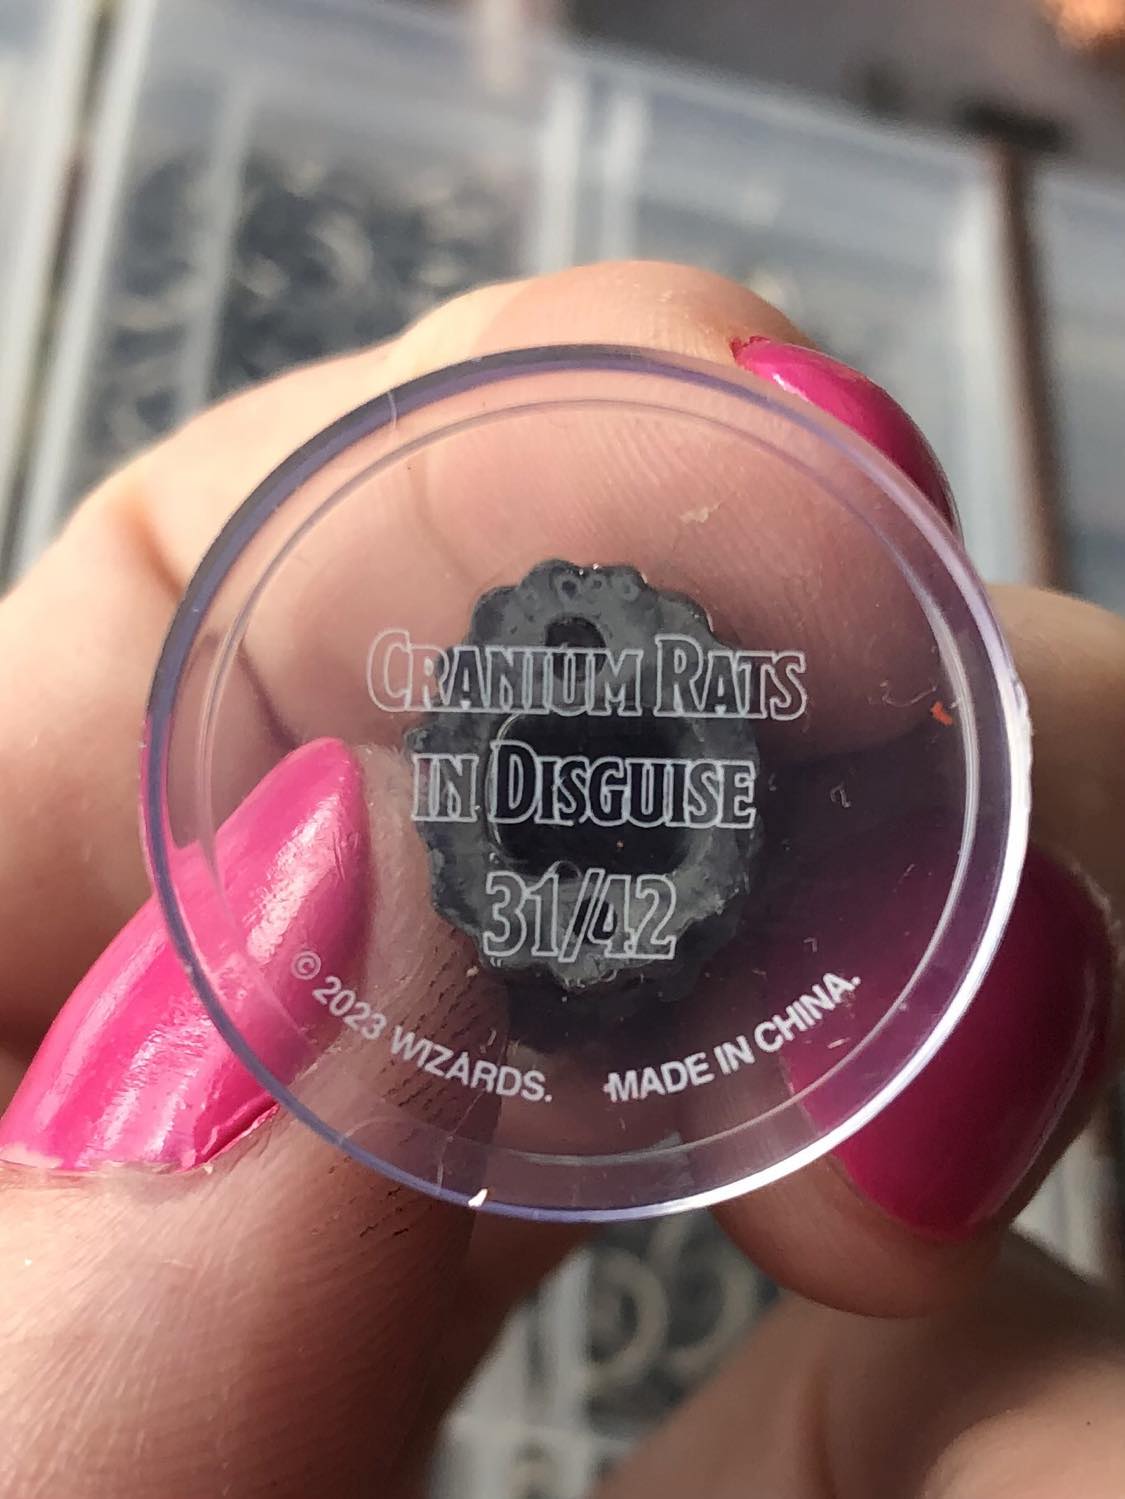 CRANIUM RATS
IN DISGUISE
31/42
© 2023 WIZARDS. MADE IN CHINA.